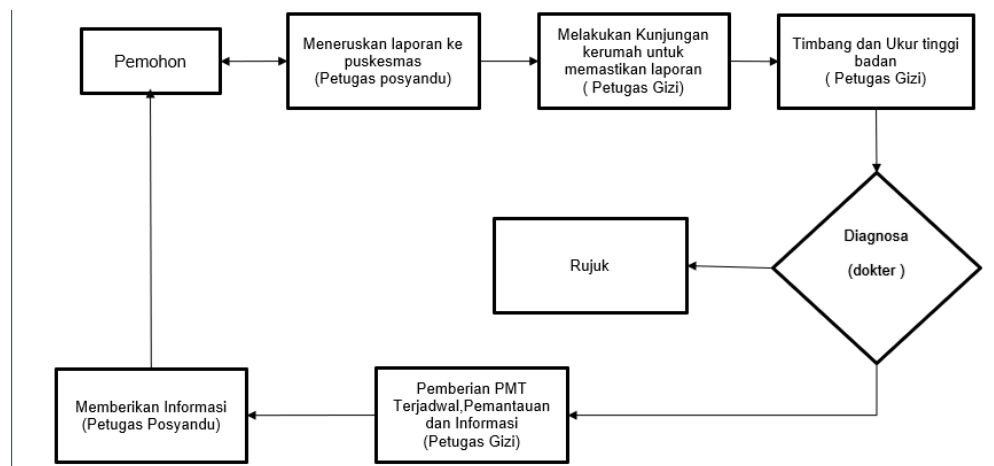 Pemohon
Meneruskan laporan ke
puskesmas
(Petugas posyandu)
Melakukan Kunjungan
kerumah untuk
memastikan laporan
( Petugas Gizi)
Timbang dan Ukur tinggi
badan
( Petugas Gizi)
Diagnosa
(dokter )
Rujuk
Pemberian PMT
Terjadwal,Pemantauan
dan Informasi
(Petugas Gizi)
Memberikan Informasi
(Petugas Posyandu)